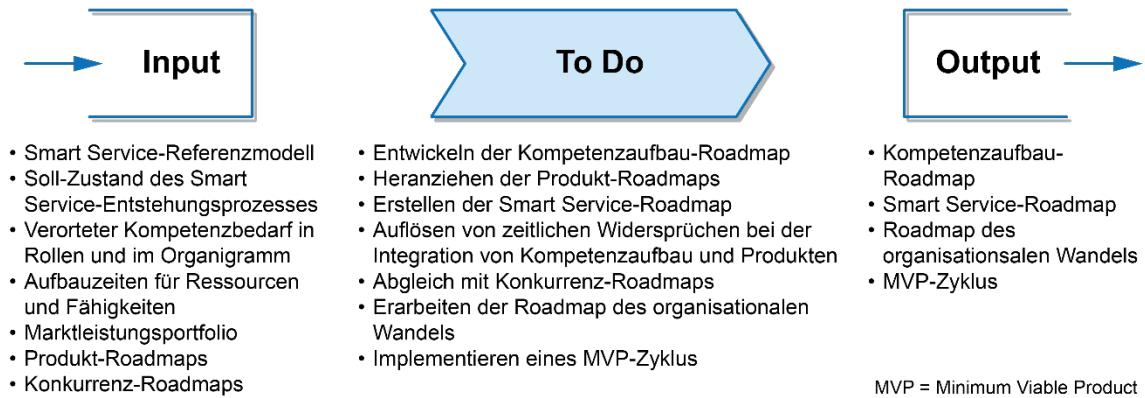 Input
• Smart Service-Referenzmodell
• Soll-Zustand des Smart
Service-Entstehungsprozesses
• Verorteter Kompetenzbedarf in
Rollen und im Organigramm
• Aufbauzeiten für Ressourcen
und Fähigkeiten
• Marktleistungsportfolio
• Produkt-Roadmaps
• Konkurrenz-Roadmaps
To Do
• Entwickeln der Kompetenzaufbau-Roadmap
• Heranziehen der Produkt-Roadmaps
• Erstellen der Smart Service-Roadmap
• Auflösen von zeitlichen Widersprüchen bei der
Integration von Kompetenzaufbau und Produkten
• Abgleich mit Konkurrenz-Roadmaps
• Erarbeiten der Roadmap des organisationalen
Wandels
• Implementieren eines MVP-Zyklus
Output
• Kompetenzaufbau-
Roadmap
• Smart Service-Roadmap
• Roadmap des
organisationsalen Wandels
• MVP-Zyklus
MVP = Minimum Viable Product